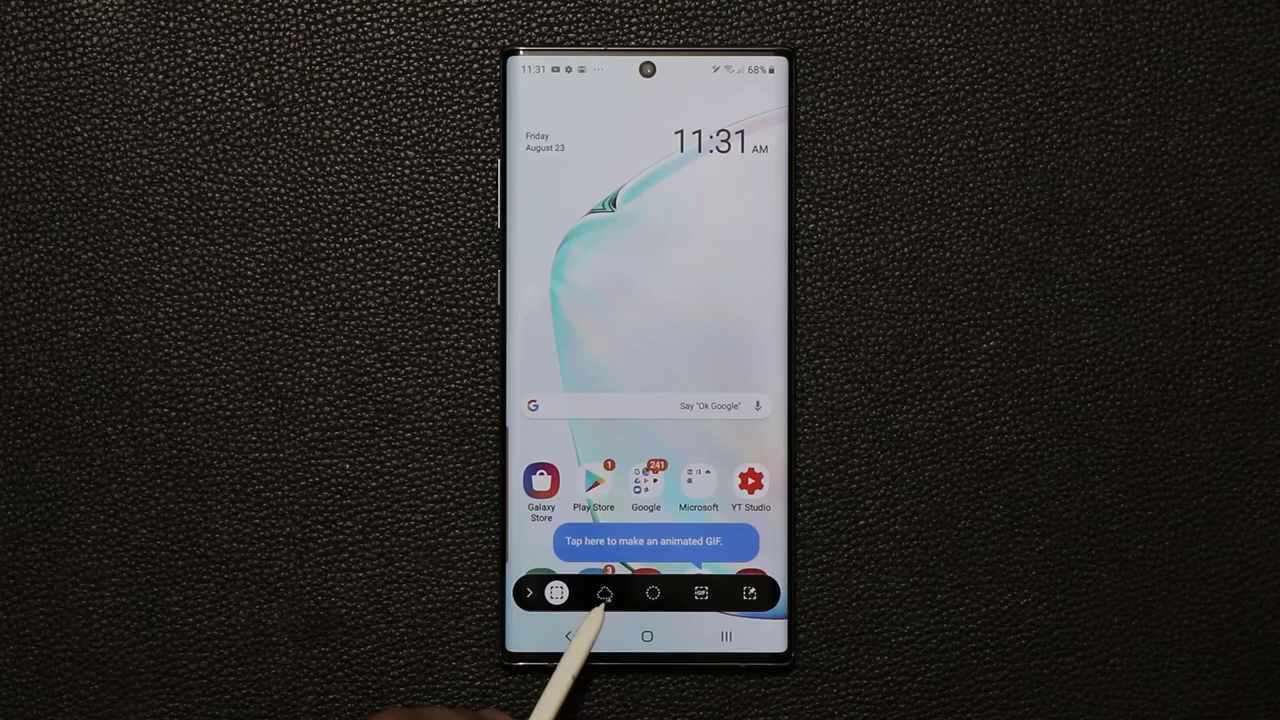 11:31
68%
Friday
August 23
11:31 AM
G
Say "Ok Google"
1
241
Galaxy Store
Play Store
Google
Microsoft
YT Studio
Tap here to make an animated GIF.
3
GIF